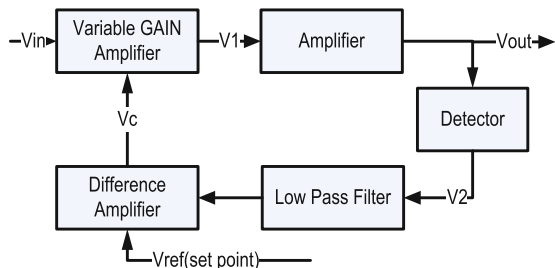 Vin
Variable GAIN
Amplifier
V1
Amplifier
Vout
Vc
Detector
Difference
Amplifier
Low Pass Filter
V2
Vref(set point)